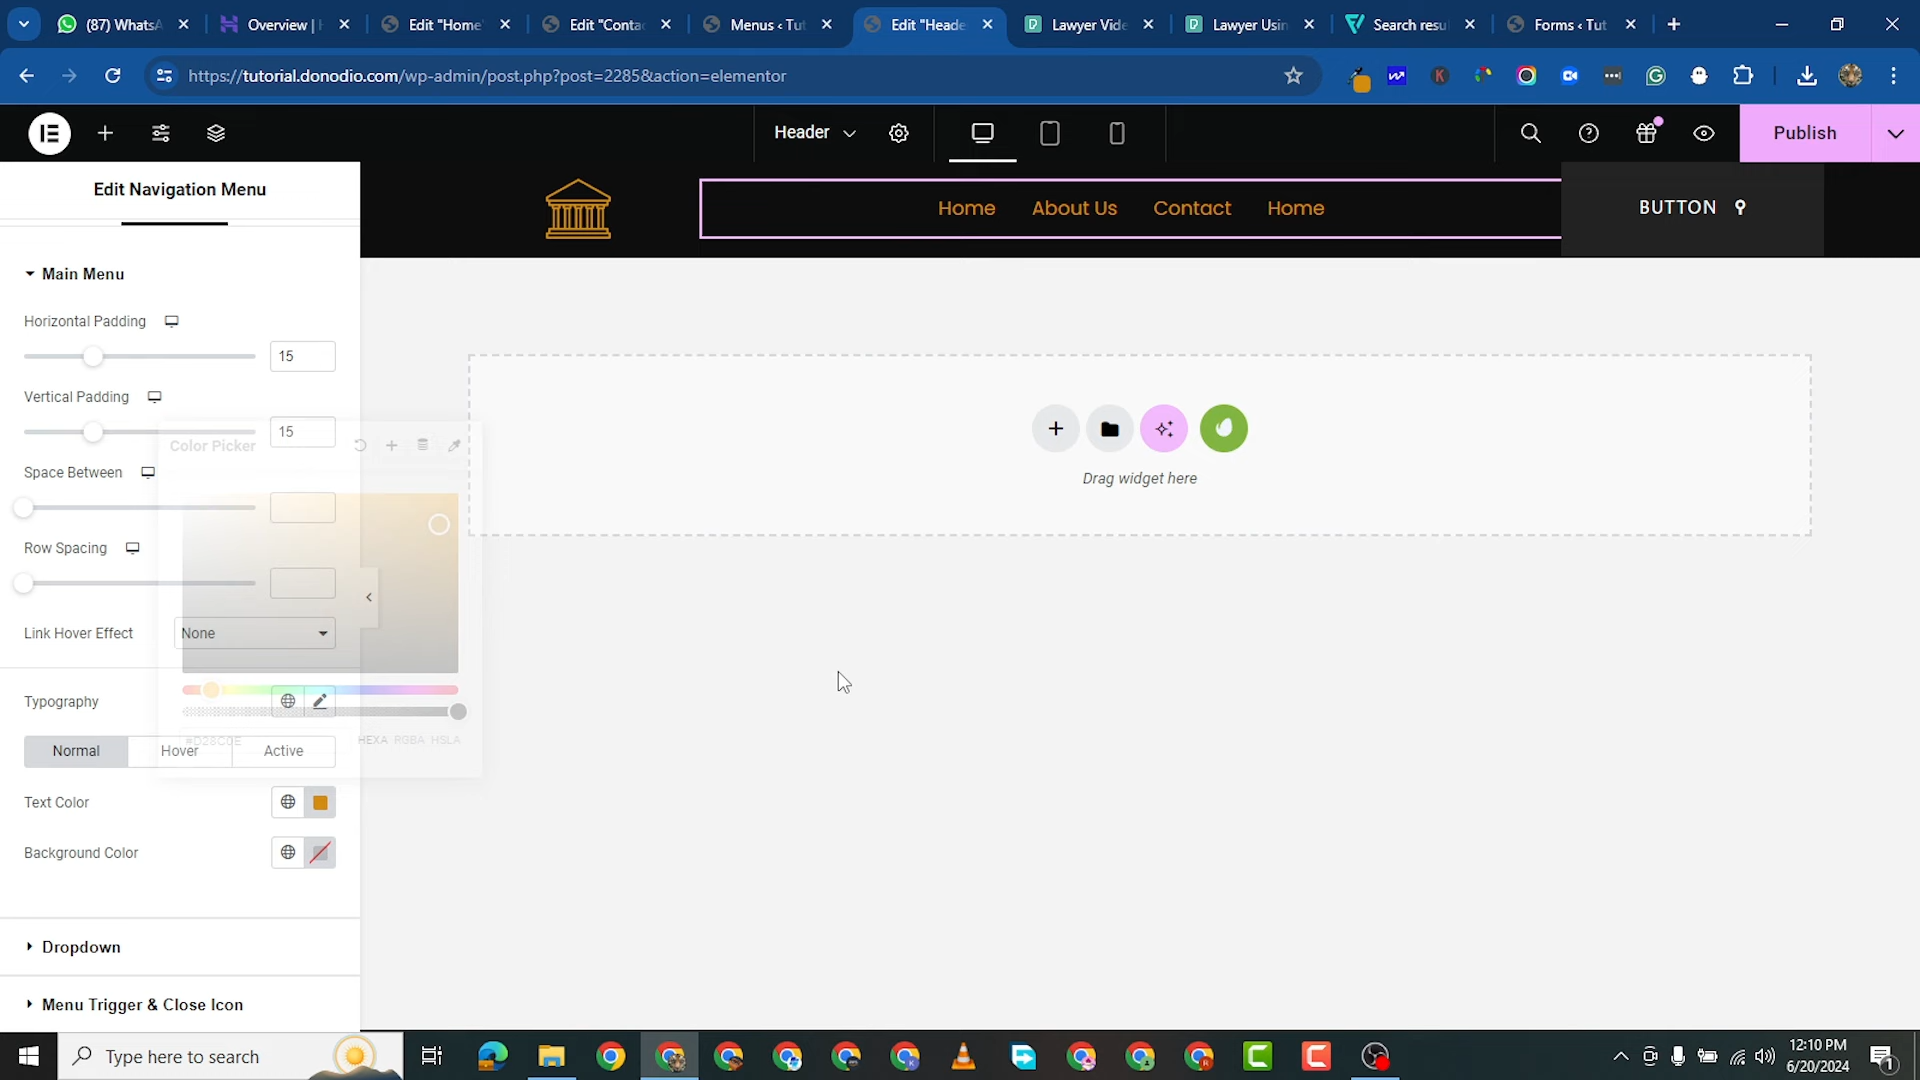 (87) WhatsA
Overview |
Edit "Home"
Edit "Conta
Menus ‹ Tut
Edit "Heade
Lawyer Vide
Lawyer Usin
Search resu
Forms ‹ Tut
https://tutorial.donodio.com/wp-admin/post.php?post=2285&action=elementor
Header
Publish
Edit Navigation Menu
Home
About Us
Contact
Home
BUTTON
Main Menu
Horizontal Padding
15
Vertical Padding
15
Color Picker
Space Between
Drag widget here
Row Spacing
Link Hover Effect
None
Typography
#D28C0E
HEXA RGBA HSLA
Normal
Hover
Active
Text Color
Background Color
Dropdown
Menu Trigger & Close Icon
Type here to search
12:10 PM
6/20/2024
1